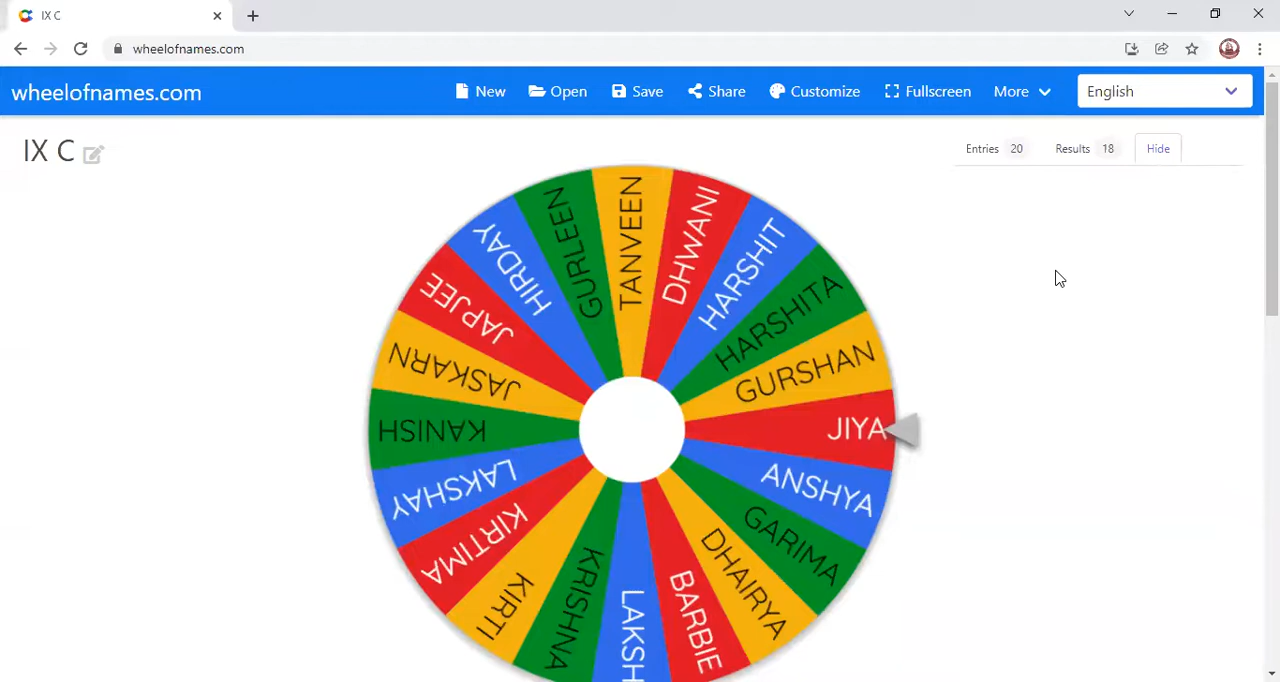 IX C
wheelofnames.com
wheelofnames.com
New
Open
Save
Share
Customize
Fullscreen
More
English
IX C
Entries 20
Results 18
Hide
TANVEEN
DHWANI
HARSHIT
HARSHITA
GURSHAN
JIYA
ANSHYA
GARIMA
DHAIRYA
BARBIE
LAKSH
KRISHNA
KIRTI
KIRTIMA
LAKSHAY
KANISH
JASKARN
JAPJEE
HIRDAY
GURLEEN